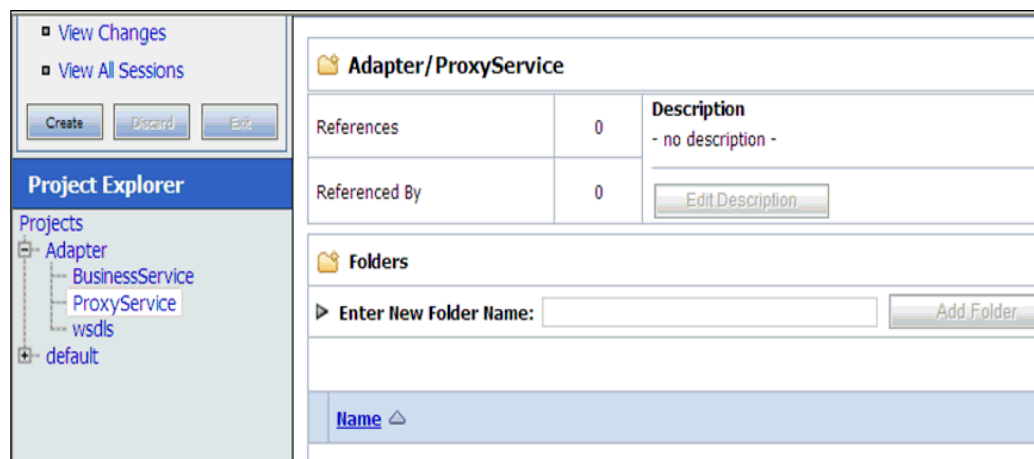 View Changes
View All Sessions
Create Discard Exit
Project Explorer
Projects
Adapter
BusinessService
ProxyService
wsdls
default
Adapter/ProxyService
References 0
Description
- no description -
Referenced By 0
Edit Description
Folders
Enter New Folder Name:
Add Folder
Name